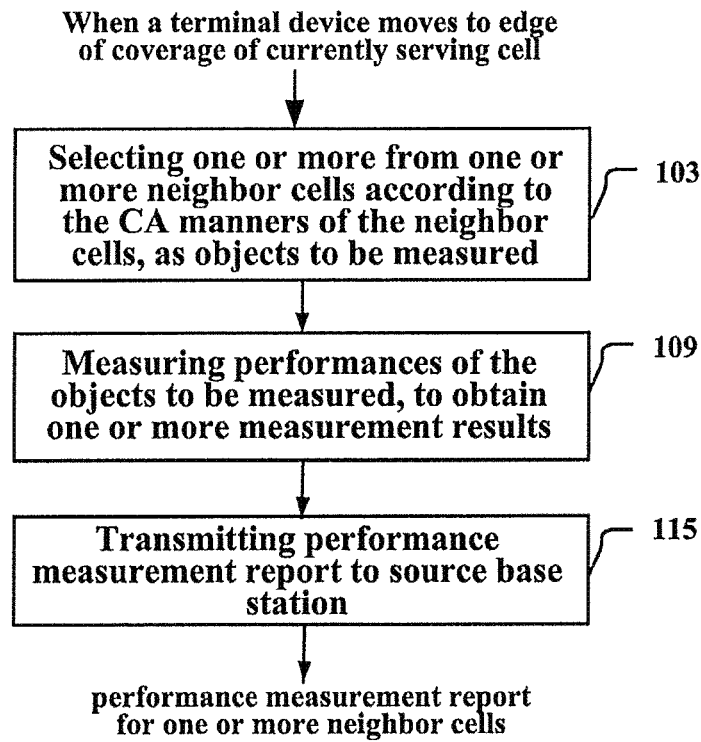 When a terminal device moves to edge
of coverage of currently serving cell
Selecting one or more from one or
more neighbor cells according to
the CA manners of the neighbor
cells, as objects to be measured
103
Measuring performances of the
objects to be measured, to obtain
one or more measurement results
109
Transmitting performance
measurement report to source base
station
115
performance measurement report
for one or more neighbor cells